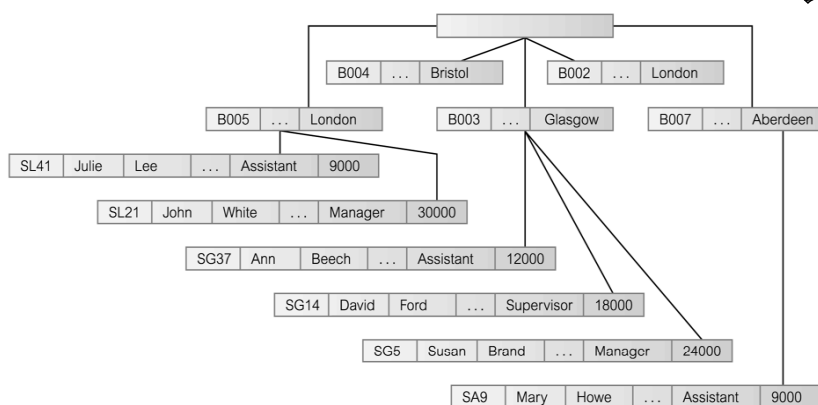 B004 ... Bristol
B002 ... London
B005 ... London
B003 ... Glasgow
B007 ... Aberdeen
SL41 Julie Lee ... Assistant 9000
SL21 John White ... Manager 30000
SG37 Ann Beech ... Assistant 12000
SG14 David Ford ... Supervisor 18000
SG5 Susan Brand ... Manager 24000
SA9 Mary Howe ... Assistant 9000